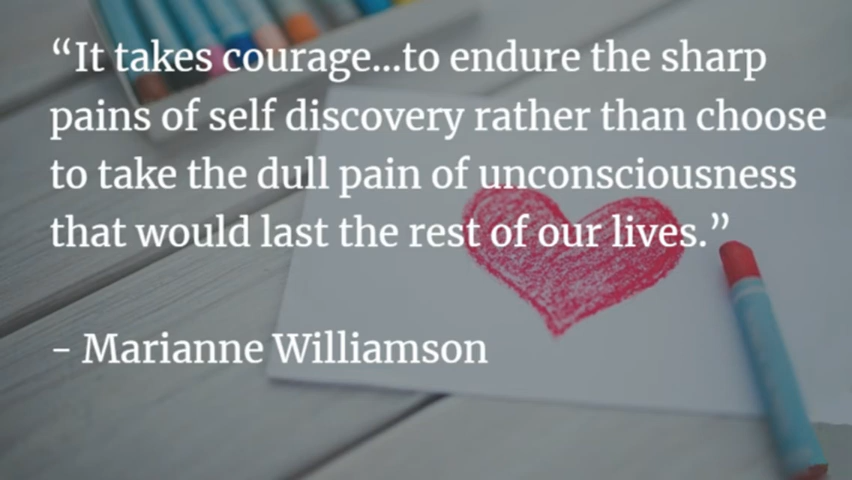 “It takes courage...to endure the sharp
pains of self discovery rather than choose
to take the dull pain of unconsciousness
that would last the rest of our lives.”
- Marianne Williamson